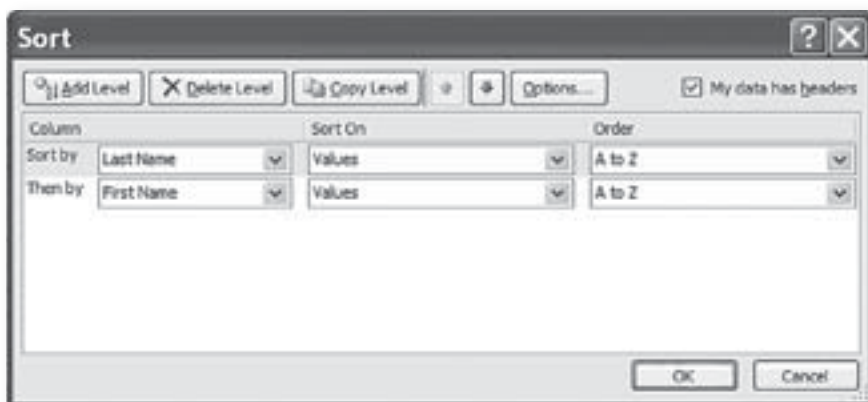 Sort
Add Level Delete Level Copy Level Options... My data has headers
Column Sort On Order
Sort by Last Name Values A to Z
Then by First Name Values A to Z
OK Cancel